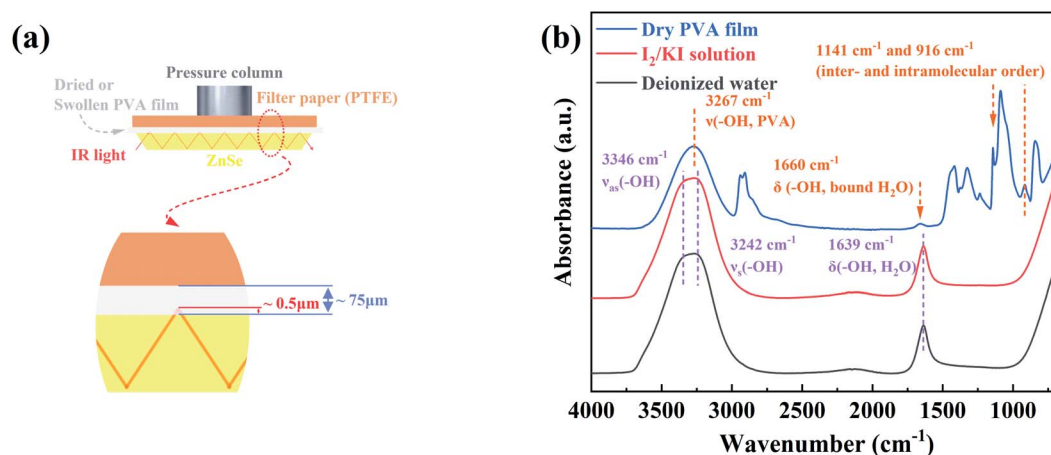 (a)
Pressure column
Dried or
Swollen PVA film
Filter paper (PTFE)
IR light
ZnSe
~ 0.5μm
~ 75μm
(b)
Dry PVA film
I₂/KI solution
Deionized water
1141 cm⁻¹ and 916 cm⁻¹
(inter- and intramolecular order)
3267 cm⁻¹
ν(-OH, PVA)
3346 cm⁻¹
νas(-OH)
1660 cm⁻¹
δ (-OH, bound H₂O)
3242 cm⁻¹
νs(-OH)
1639 cm⁻¹
δ(-OH, H₂O)
Absorbance (a.u.)
4000 3500 3000 2500 2000 1500 1000
Wavenumber (cm⁻¹)